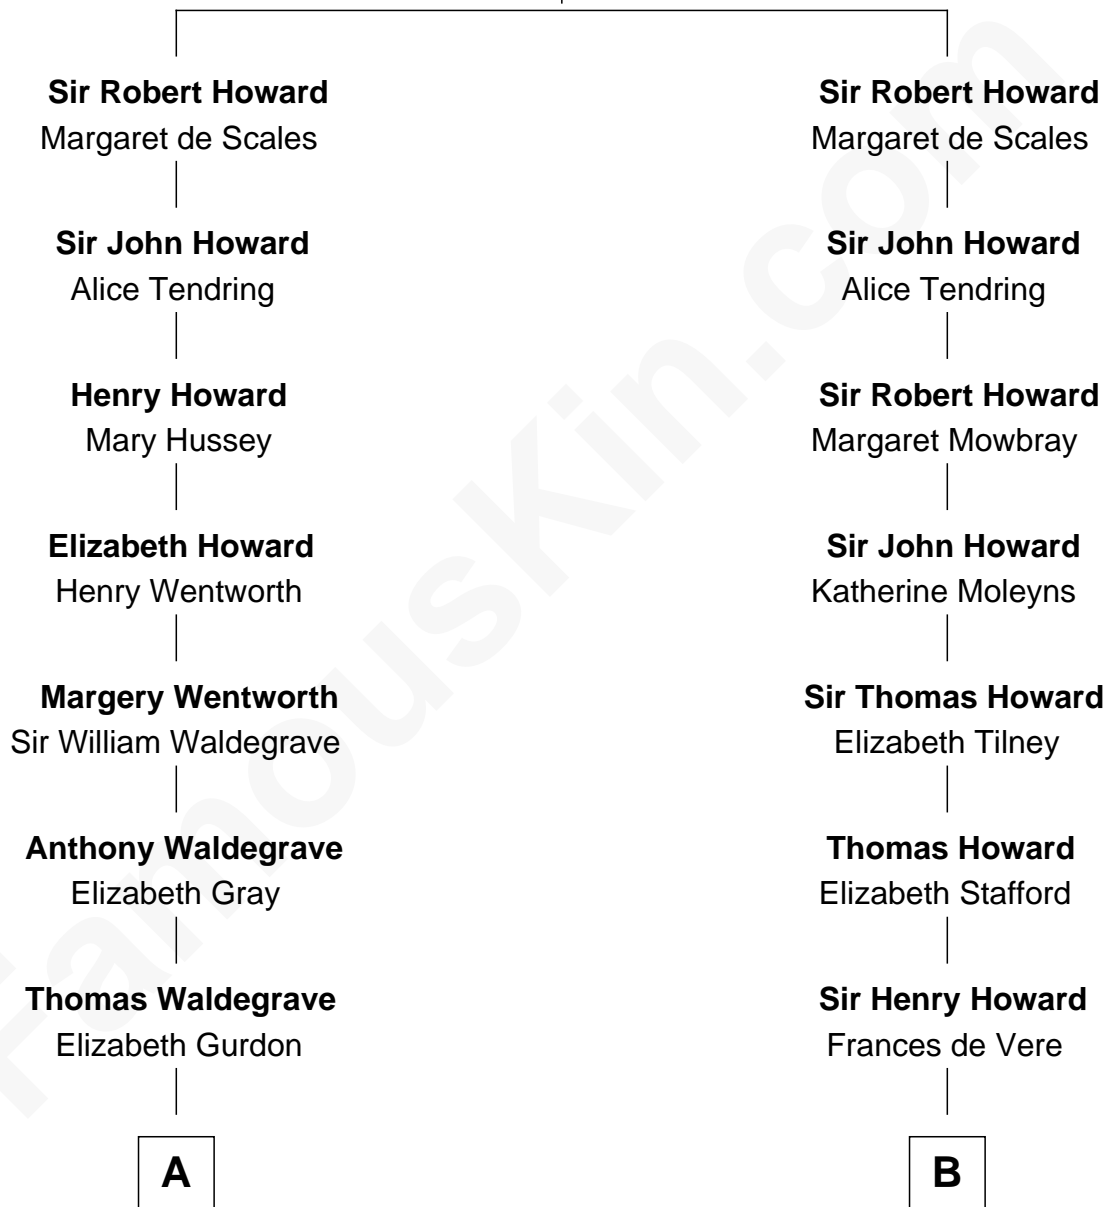 Sir Robert Howard
Margaret de Scales
Sir John Howard
Alice Tendring
Henry Howard
Mary Hussey
Elizabeth Howard
Henry Wentworth
Margery Wentworth
Sir William Waldegrave
Anthony Waldegrave
Elizabeth Gray
Thomas Waldegrave
Elizabeth Gurdon
A
Sir Robert Howard
Margaret de Scales
Sir John Howard
Alice Tendring
Sir Robert Howard
Margaret Mowbray
Sir John Howard
Katherine Moleyns
Sir Thomas Howard
Elizabeth Tilney
Thomas Howard
Elizabeth Stafford
Sir Henry Howard
Frances de Vere
B
FamousKin.com